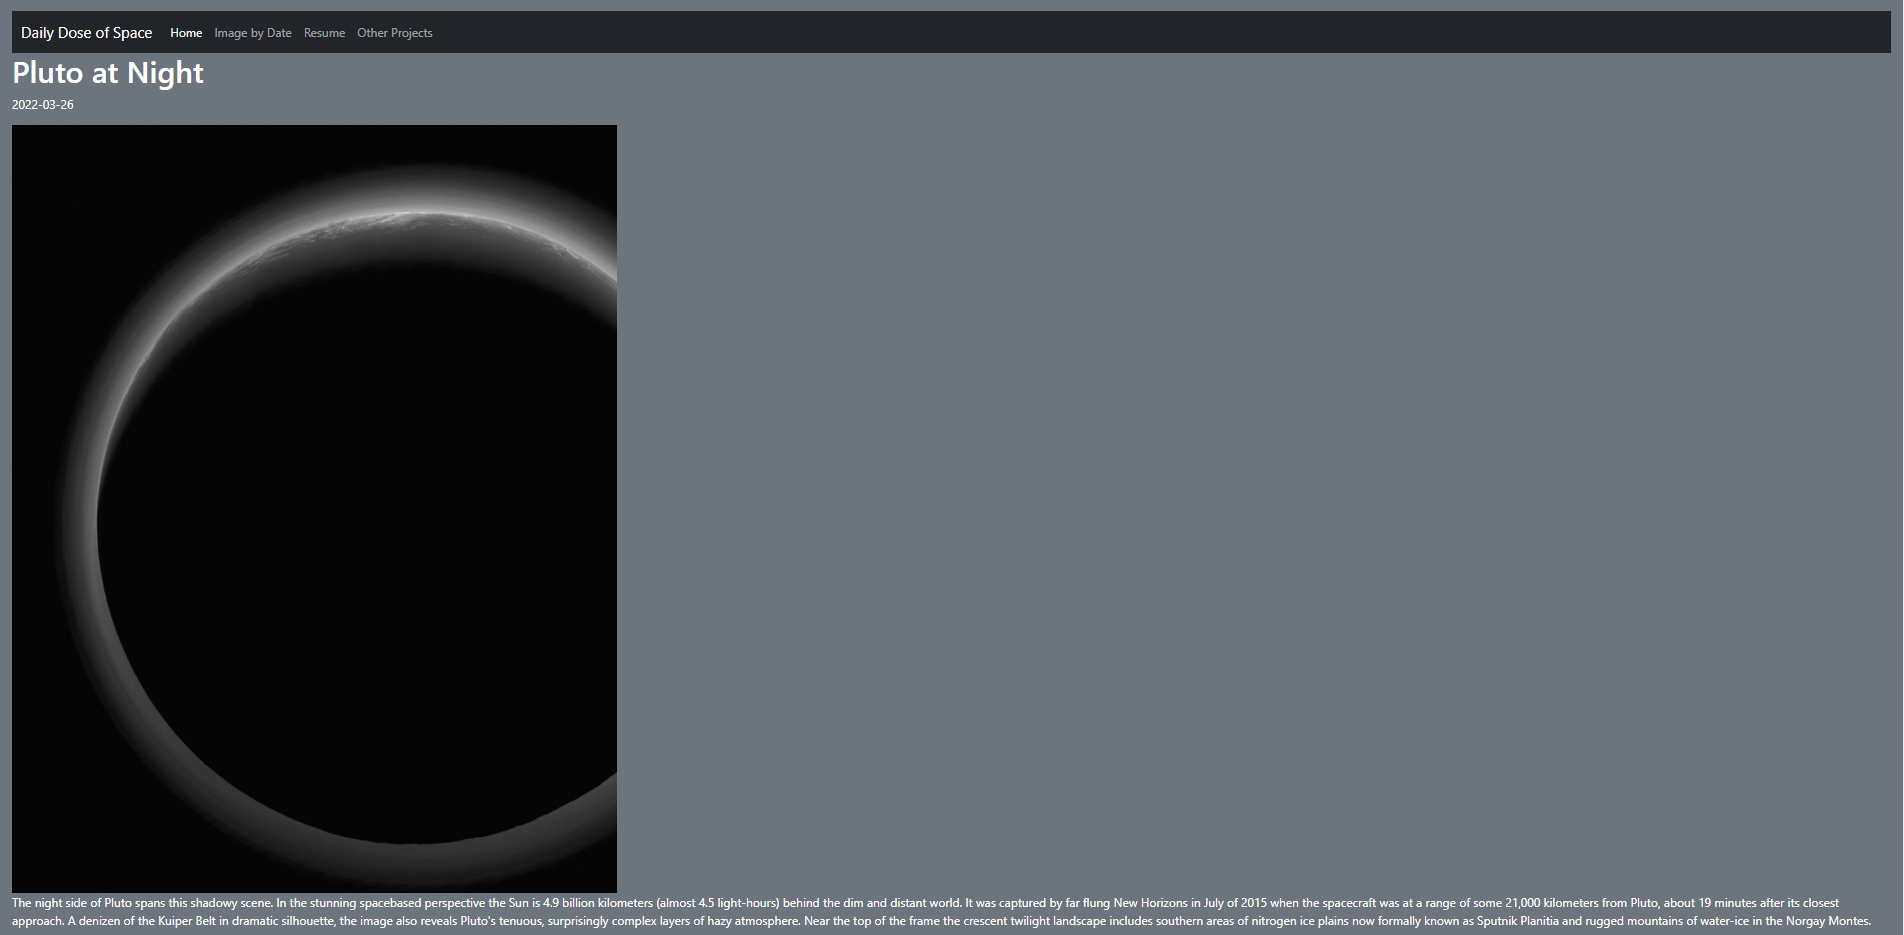 Daily Dose of Space Home Image by Date Resume Other Projects
Pluto at Night
2022-03-26
The night side of Pluto spans this shadowy scene. In the stunning spacebased perspective the Sun is 4.9 billion kilometers (almost 4.5 light-hours) behind the dim and distant world. It was captured by far flung New Horizons in July of 2015 when the spacecraft was at a range of some 21,000 kilometers from Pluto, about 19 minutes after its closest
approach. A denizen of the Kuiper Belt in dramatic silhouette, the image also reveals Pluto's tenuous, surprisingly complex layers of hazy atmosphere. Near the top of the frame the crescent twilight landscape includes southern areas of nitrogen ice plains now formally known as Sputnik Planitia and rugged mountains of water-ice in the Norgay Montes.